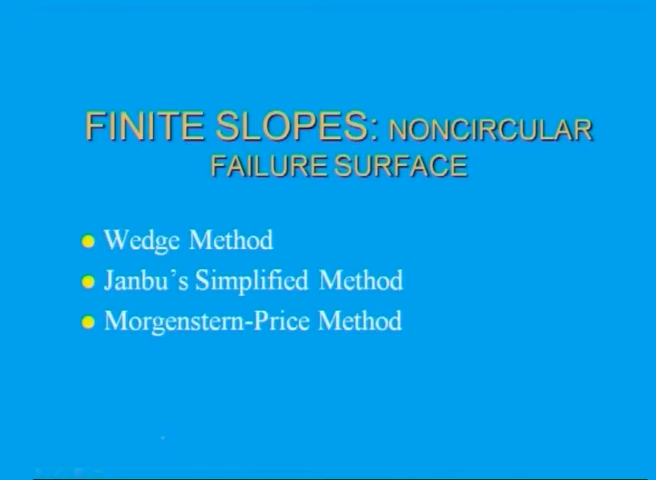 FINITE SLOPES: NONCIRCULAR
FAILURE SURFACE
Wedge Method
Janbu's Simplified Method
Morgenstern-Price Method